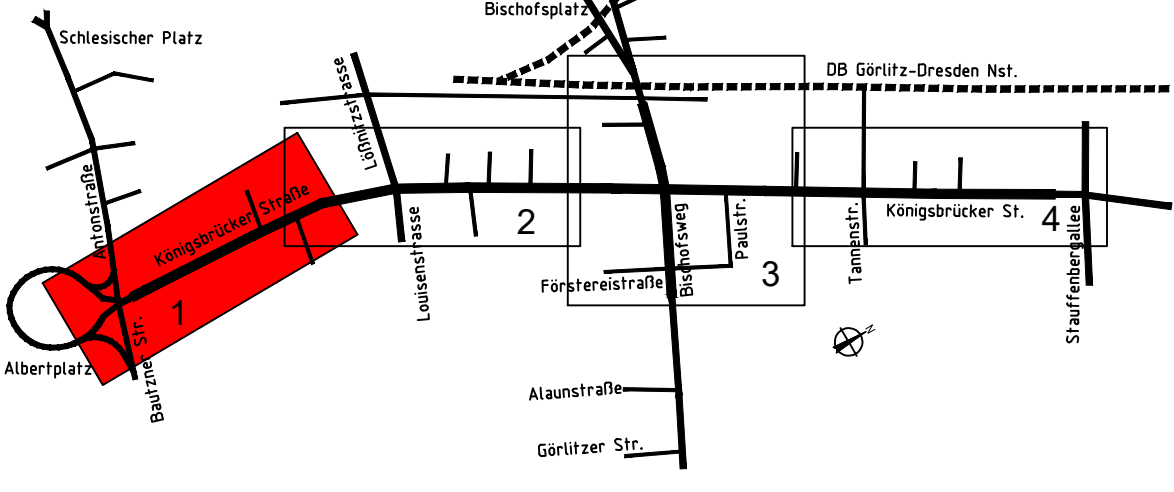 Bischofsplatz
Schlesischer Platz
DB Görlitz-Dresden Nst.
Lößnitzstrasse
Antonstraße
Königsbrücker Straße
Louisenstrasse
2
Bischofsweg
Paulstr.
Königsbrücker St.
4
Tannenstr.
Stauffenbergallee
Förstereistraße
3
1
N
Albertplatz
Bautzner Str.
Alaunstraße
Görlitzer Str.